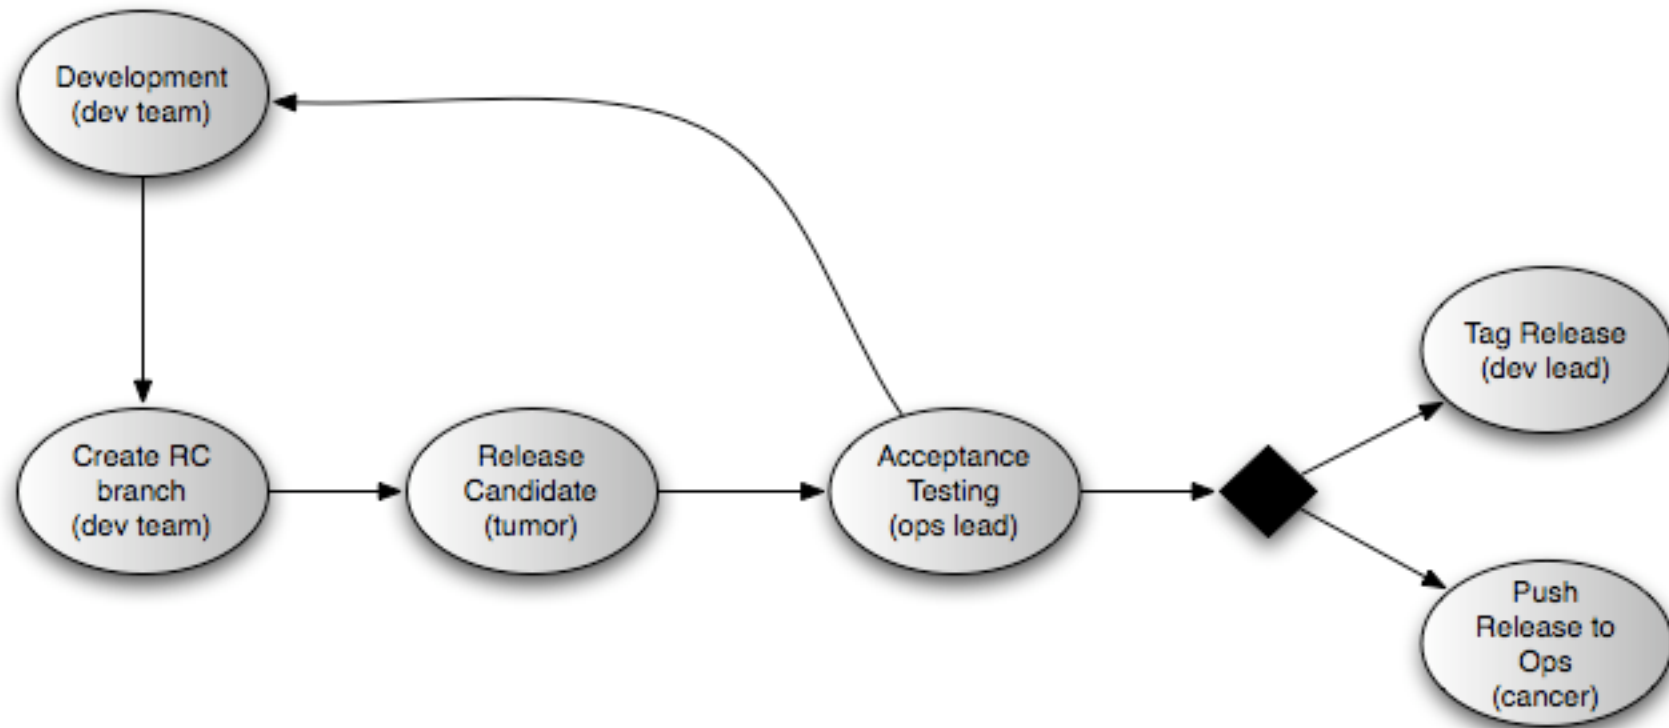 Development
(dev team)
Create RC
branch
(dev team)
Release
Candidate
(tumor)
Acceptance
Testing
(ops lead)
Tag Release
(dev lead)
Push
Release to
Ops
(cancer)